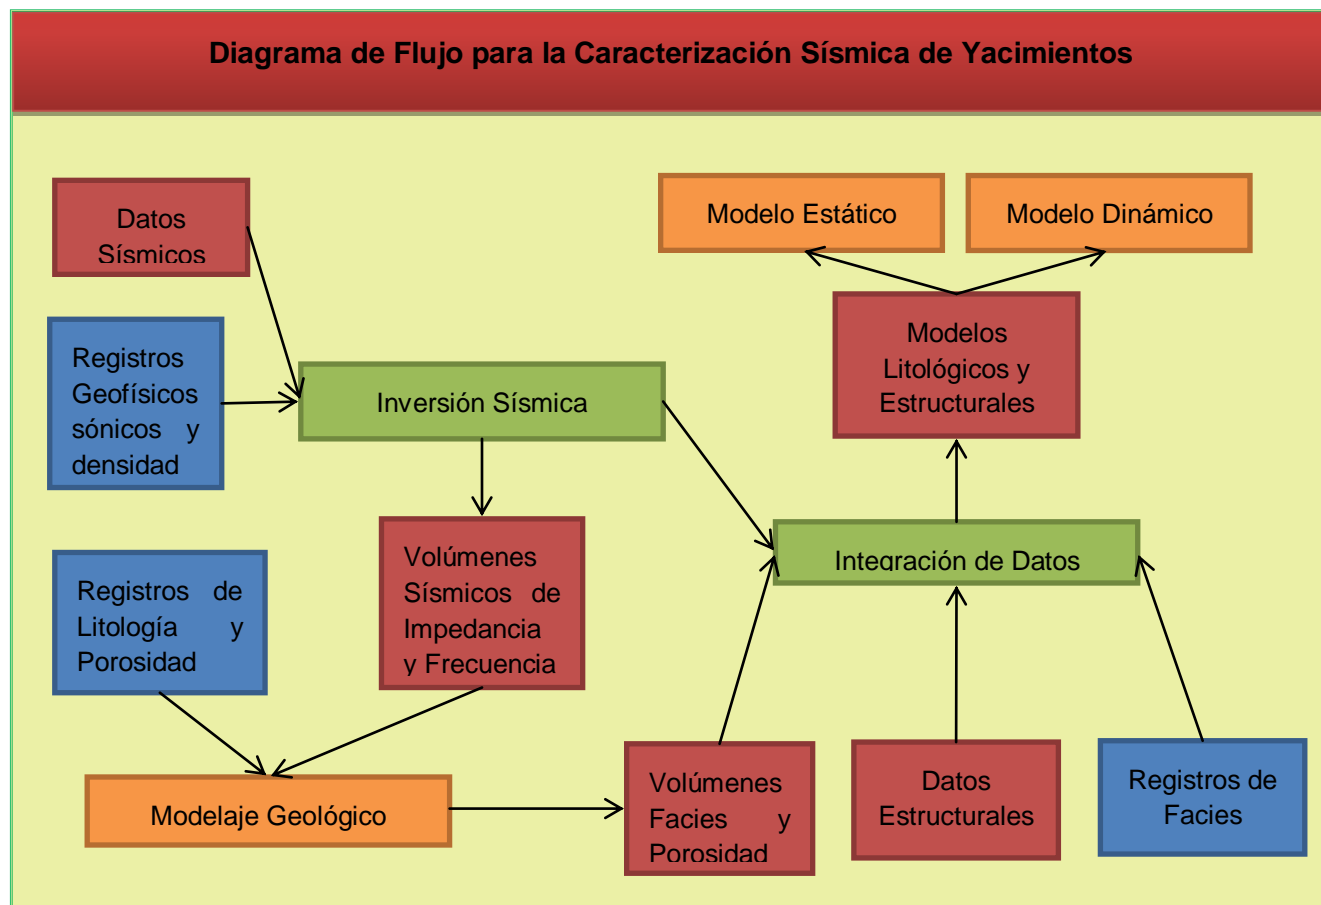 Diagrama de Flujo para la Caracterización Sísmica de Yacimientos
Datos
Sísmicos
Registros
Geofísicos
sónicos y
densidad
Registros de
Litología y
Porosidad
Inversión Sísmica
Volúmenes
Sísmicos de
Impedancia
y Frecuencia
Modelaje Geológico
Modelo Estático
Modelo Dinámico
Modelos
Litológicos y
Estructurales
Integración de Datos
Volúmenes
Facies y
Porosidad
Datos
Estructurales
Registros de
Facies